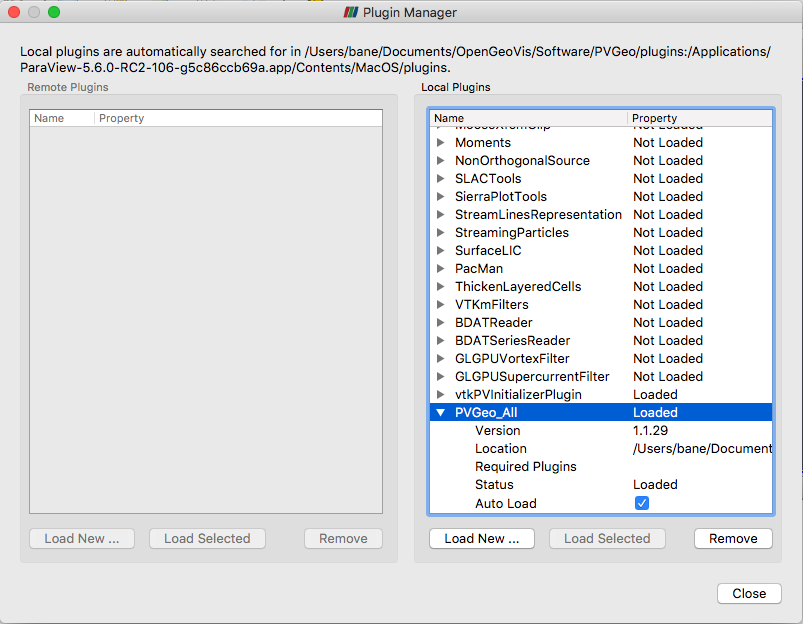 Plugin Manager
Local plugins are automatically searched for in /Users/bane/Documents/OpenGeoVis/Software/PVGeo/plugins:/Applications/
ParaView-5.6.0-RC2-106-g5c86ccb69a.app/Contents/MacOS/plugins.
Remote Plugins
Name Property
Load New ... Load Selected Remove
Local Plugins
Name Property
Not Loaded
Moments Not Loaded
NonOrthogonalSource Not Loaded
SLACTools Not Loaded
SierraPlotTools Not Loaded
StreamLinesRepresentation Not Loaded
StreamingParticles Not Loaded
SurfaceLIC Not Loaded
PacMan Not Loaded
ThickenLayeredCells Not Loaded
VTKmFilters Not Loaded
BDATReader Not Loaded
BDATSeriesReader Not Loaded
GLGPUVortexFilter Not Loaded
GLGPUSupercurrentFilter Not Loaded
vtkPVInitializerPlugin Loaded
PVGeo_All Loaded
Version 1.1.29
Location /Users/bane/Document
Required Plugins
Status Loaded
Auto Load
Load New ... Load Selected Remove
Close